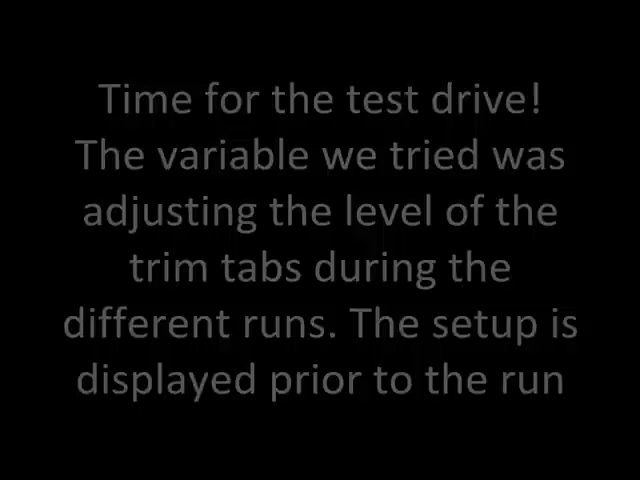 Time for the test drive!
The variable we tried was
adjusting the level of the
trim tabs during the
different runs. The setup is
displayed prior to the run